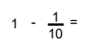 1 - 1/10 =